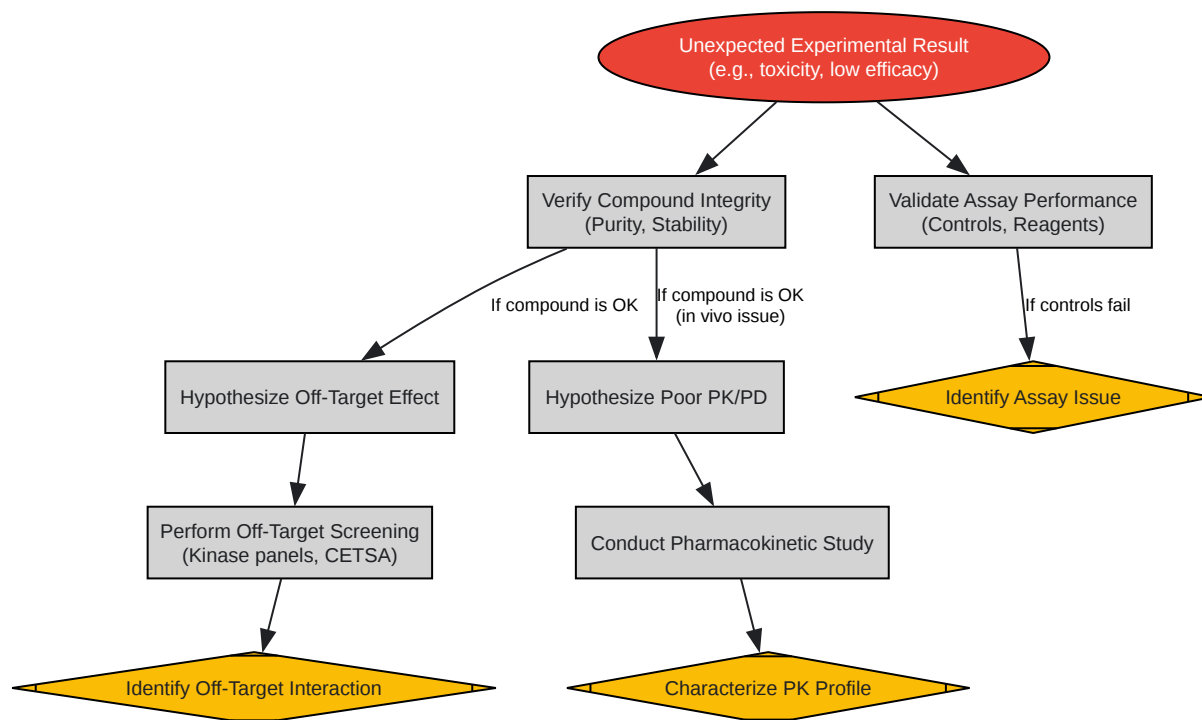 Unexpected Experimental Result
(e.g., toxicity, low efficacy)
Verify Compound Integrity
(Purity, Stability)
Validate Assay Performance
(Controls, Reagents)
If compound is OK
If compound is OK
(in vivo issue)
If controls fail
Hypothesize Off-Target Effect
Hypothesize Poor PK/PD
Identify Assay Issue
Perform Off-Target Screening
(Kinase panels, CETSA)
Conduct Pharmacokinetic Study
Identify Off-Target Interaction
Characterize PK Profile